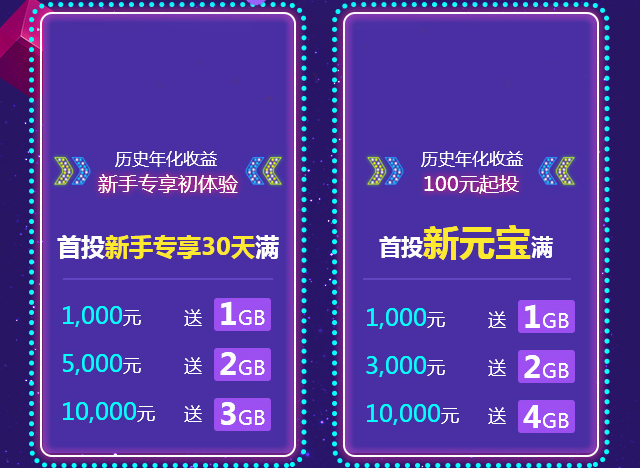 历史年化收益
新手专享初体验
首投新手专享30天满
1,000元 送 1GB
5,000元 送 2GB
10,000元 送 3GB
历史年化收益
100元起投
首投新元宝满
1,000元 送 1GB
3,000元 送 2GB
10,000元 送 4GB